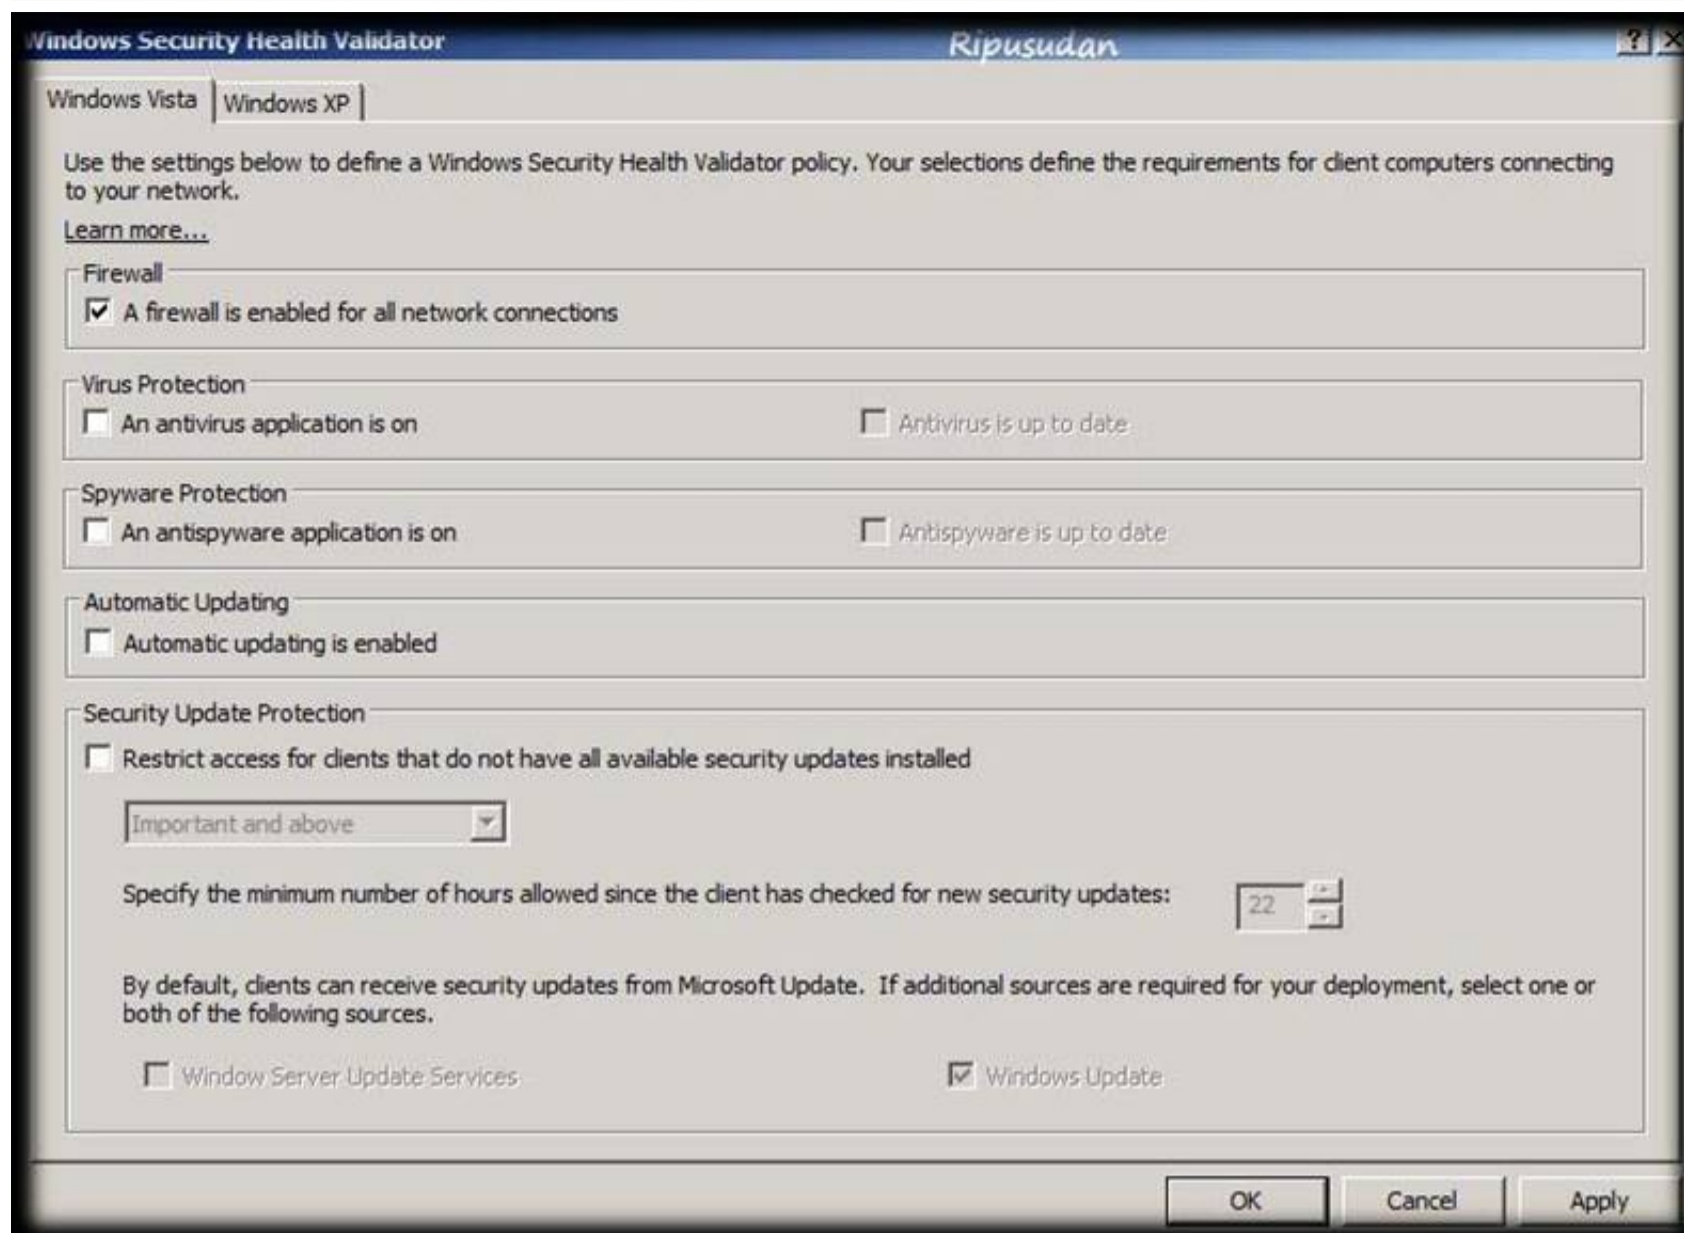 Windows Security Health Validator
Ripusudan
Windows Vista
Windows XP
Use the settings below to define a Windows Security Health Validator policy. Your selections define the requirements for client computers connecting
to your network.
Learn more...
Firewall
A firewall is enabled for all network connections
Virus Protection
An antivirus application is on
Antivirus is up to date
Spyware Protection
An antispyware application is on
Antispyware is up to date
Automatic Updating
Automatic updating is enabled
Security Update Protection
Restrict access for clients that do not have all available security updates installed
Important and above
Specify the minimum number of hours allowed since the client has checked for new security updates:
22
By default, clients can receive security updates from Microsoft Update. If additional sources are required for your deployment, select one or
both of the following sources.
Window Server Update Services
Windows Update
OK
Cancel
Apply